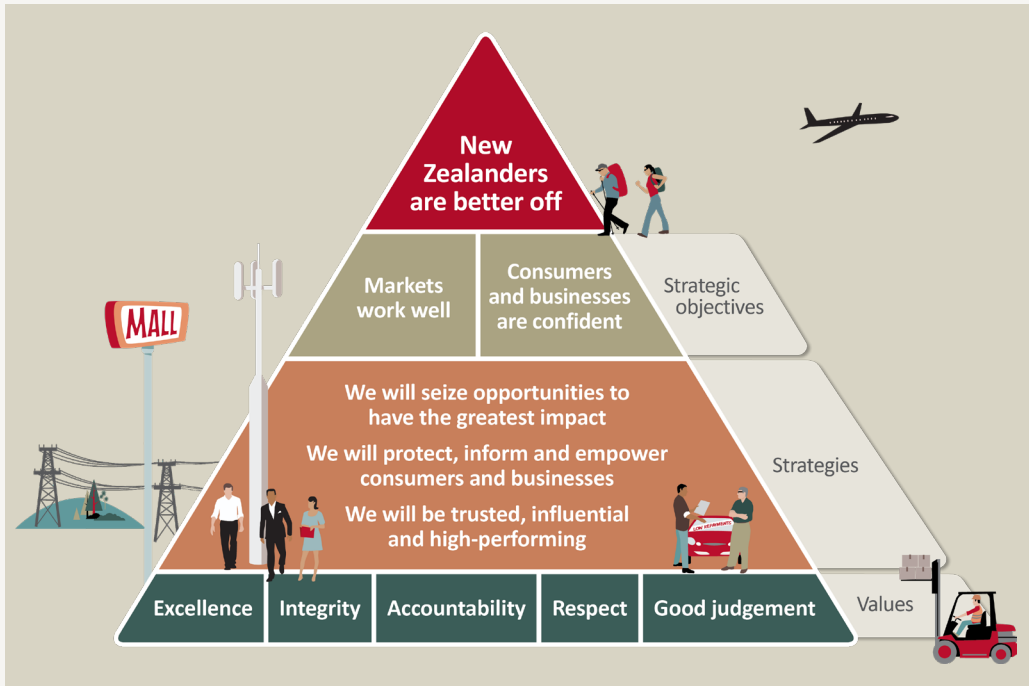 New
Zealanders
are better off
Markets
work well
Consumers
and businesses
are confident
Strategic
objectives
MALL
We will seize opportunities to
have the greatest impact
We will protect, inform and empower
consumers and businesses
We will be trusted, influential
and high-performing
Strategies
LOW REPAYMENTS
Excellence
Integrity
Accountability
Respect
Good judgement
Values